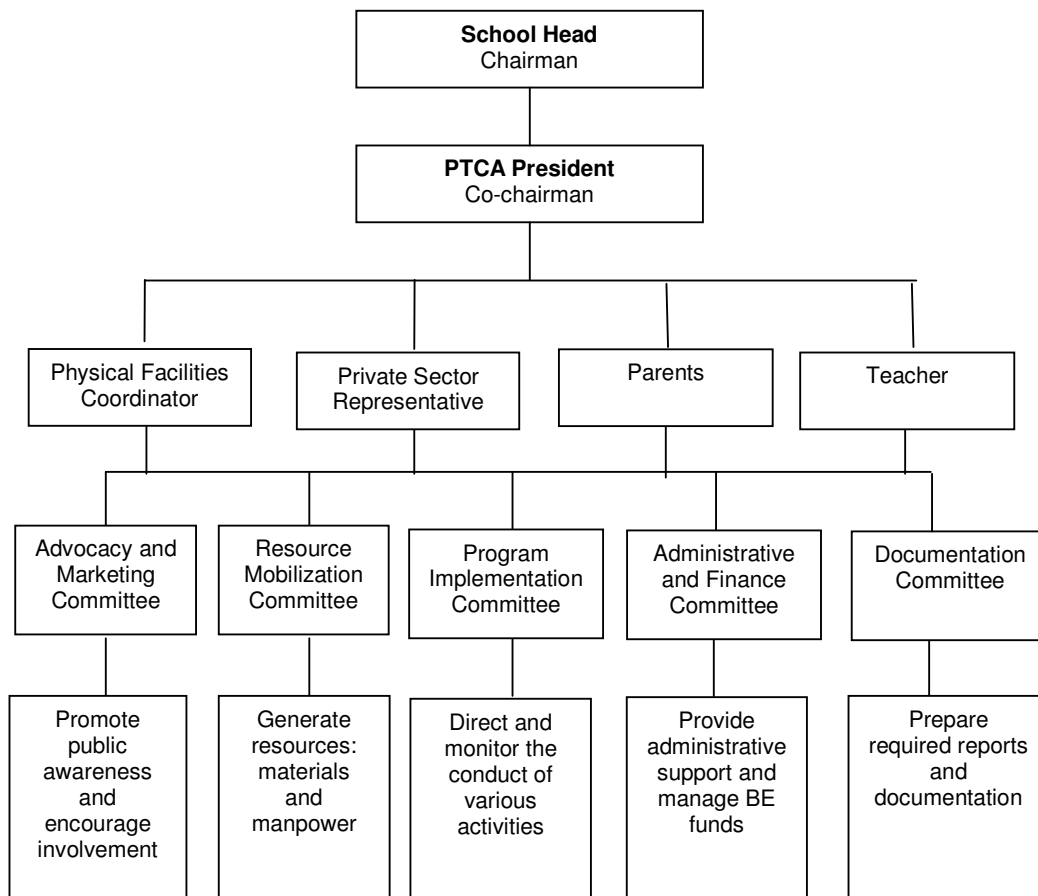 School Head
Chairman
PTCA President
Co-chairman
Physical Facilities
Coordinator
Private Sector
Representative
Parents
Teacher
Advocacy and
Marketing
Committee
Resource
Mobilization
Committee
Program
Implementation
Committee
Administrative
and Finance
Committee
Documentation
Committee
Promote
public
awareness
and
encourage
involvement
Generate
resources:
materials
and
manpower
Direct and
monitor the
conduct of
various
activities
Provide
administrative
support and
manage BE
funds
Prepare
required reports
and
documentation